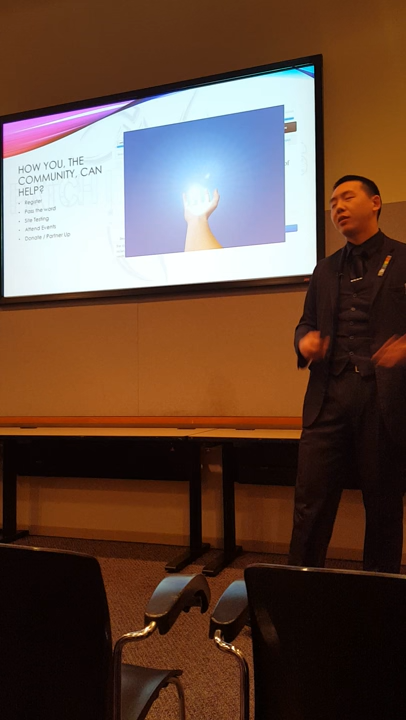 HOW YOU, THE
COMMUNITY, CAN
HELP?
• Register
• Pass the word
• Site Testing
• Attend Events
• Donate / Partner Up